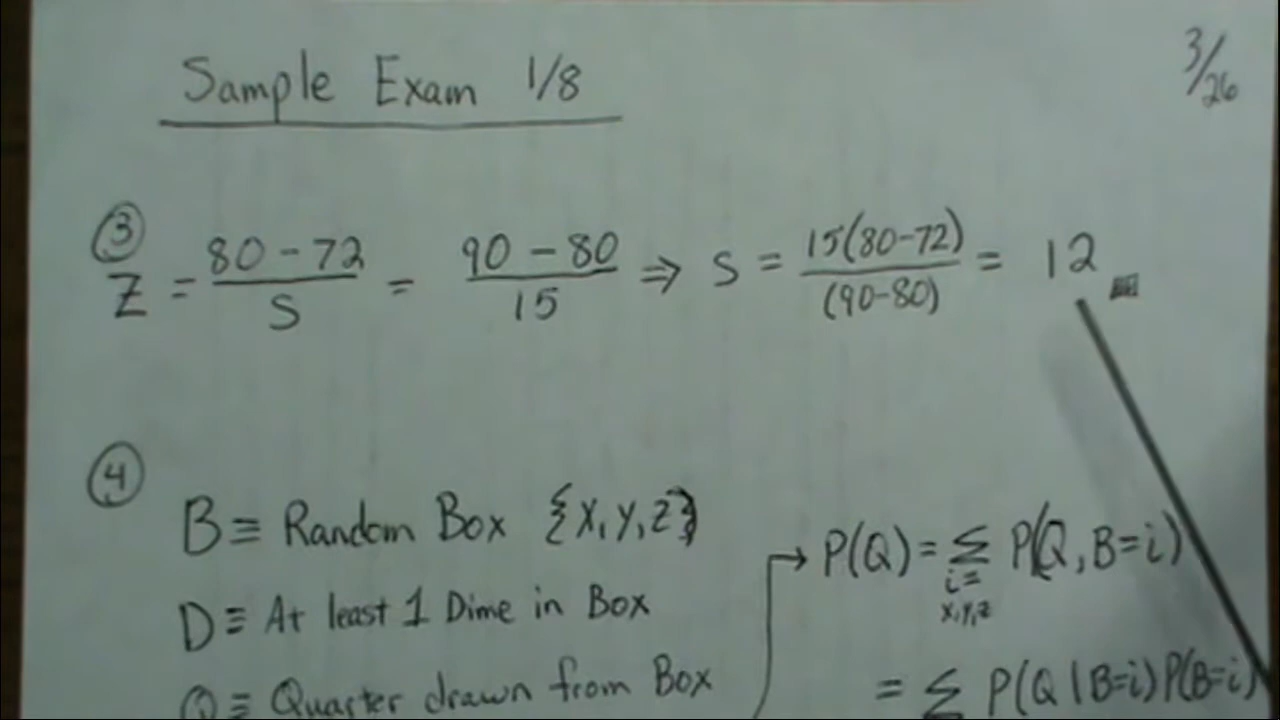 Sample Exam 1/8
3/26
③
Z = 80 - 72 / S = 90 - 80 / 15 ⇒ S = 15(80-72) / (90-80) = 12
④
B ≡ Random Box {X, Y, Z}
D ≡ At least 1 Dime in Box
Q ≡ Quarter drawn from Box
→ P(Q) = Σ P(Q, B=i)
i=
X,Y,Z
= Σ P(Q | B=i) P(B=i)